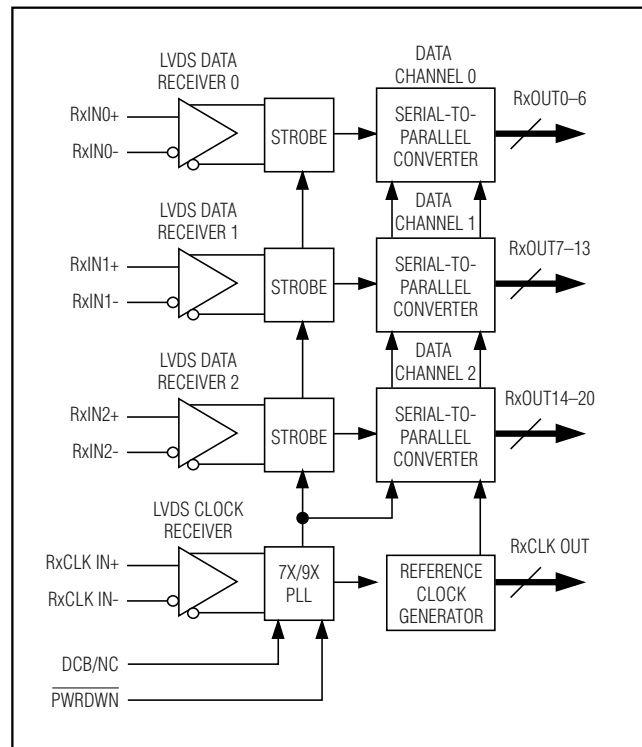 LVDS DATA
RECEIVER 0
DATA
CHANNEL 0
RxIN0+
RxIN0-
STROBE
SERIAL-TO-
PARALLEL
CONVERTER
RxOUT0–6
LVDS DATA
RECEIVER 1
DATA
CHANNEL 1
RxIN1+
RxIN1-
STROBE
SERIAL-TO-
PARALLEL
CONVERTER
RxOUT7–13
LVDS DATA
RECEIVER 2
DATA
CHANNEL 2
RxIN2+
RxIN2-
STROBE
SERIAL-TO-
PARALLEL
CONVERTER
RxOUT14–20
LVDS CLOCK
RECEIVER
RxCLK IN+
RxCLK IN-
7X/9X
PLL
REFERENCE
CLOCK
GENERATOR
RxCLK OUT
DCB/NC
PWRDWN